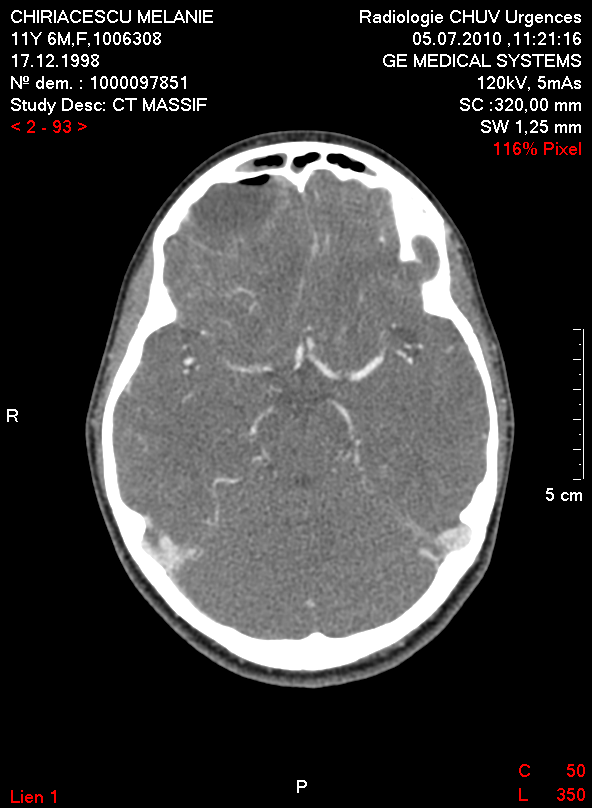 CHIRIACESCU MELANIE
11Y 6M,F,1006308
17.12.1998
Nº dem. : 1000097851
Study Desc: CT MASSIF
< 2 - 93 >
Radiologie CHUV Urgences
05.07.2010 ,11:21:16
GE MEDICAL SYSTEMS
120kV, 5mAs
SC :320,00 mm
SW 1,25 mm
116% Pixel
R
5 cm
P
Lien 1
C 50
L 350